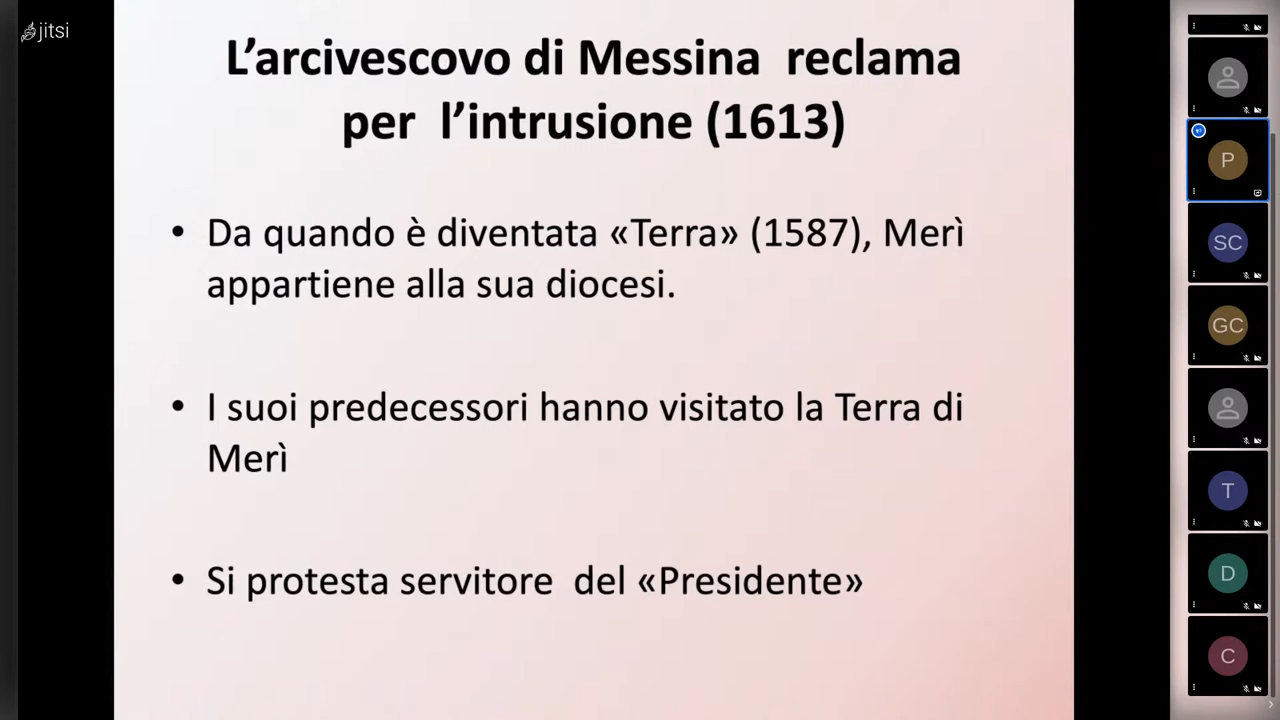 jitsi
L’arcivescovo di Messina reclama
per l’intrusione (1613)
• Da quando è diventata «Terra» (1587), Merì
appartiene alla sua diocesi.
• I suoi predecessori hanno visitato la Terra di
Merì
• Si protesta servitore del «Presidente»
P
SC
GC
T
D
C